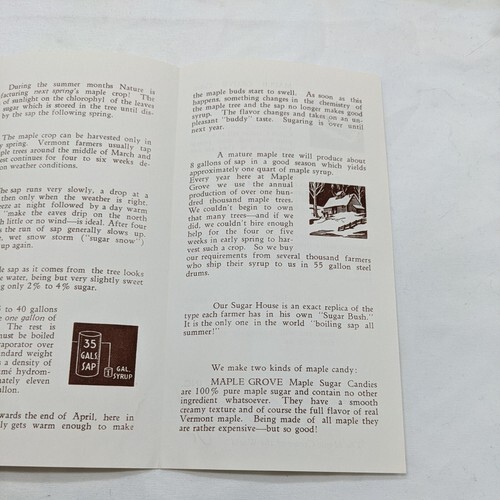 During the summer months Nature is
facturing next spring's maple crop! The
of sunlight on the chlorophyl of the leaves
sugar which is stored in the tree until dis-
by the sap the following spring.
The maple crop can be harvested only in
spring. Vermont farmers usually tap
ple trees around the middle of March and
est continues for four to six weeks de-
on weather conditions.
he sap runs very slowly, a drop at a
then only when the weather is right.
eeze at night followed by a day warm
"make the eaves drip on the north
h little or no wind—is ideal. After four
s the run of sap generally slows up.
e, wet snow storm ("sugar snow")
up again.
le sap as it comes from the tree looks
e water, being but very slightly sweet
ng only 2% to 4% sugar.
to 40 gallons
e one gallon of
The rest is
must be boiled
vaporator over
ndard weight
s a density of
umé hydrom-
mately eleven
allon.
35
GALS
SAP
1
GAL.
SYRUP
wards the end of April, here in
ly gets warm enough to make
the maple buds start to swell. As soon as this
happens, something changes in the chemistry of
the maple tree and the sap no longer makes good
syrup. The flavor changes and takes on an un-
pleasant "buddy" taste. Sugaring is over until
next year.
A mature maple tree will produce about
8 gallons of sap in a good season which yields
approximately one quart of maple syrup.
Every year here at Maple
Grove we use the annual
production of over one hun-
dred thousand maple trees.
We couldn't begin to own
that many trees—and if we
did, we couldn't hire enough
help for the four or five
weeks in early spring to har-
vest such a crop. So we buy
our requirements from several thousand farmers
who ship their syrup to us in 55 gallon steel
drums.
Our Sugar House is an exact replica of the
type each farmer has in his own "Sugar Bush."
It is the only one in the world "boiling sap all
summer!"
We make two kinds of maple candy:
MAPLE GROVE Maple Sugar Candies
are 100% pure maple sugar and contain no other
ingredient whatsoever. They have a smooth
creamy texture and of course the full flavor of real
Vermont maple. Being made of all maple they
are rather expensive—but so good!